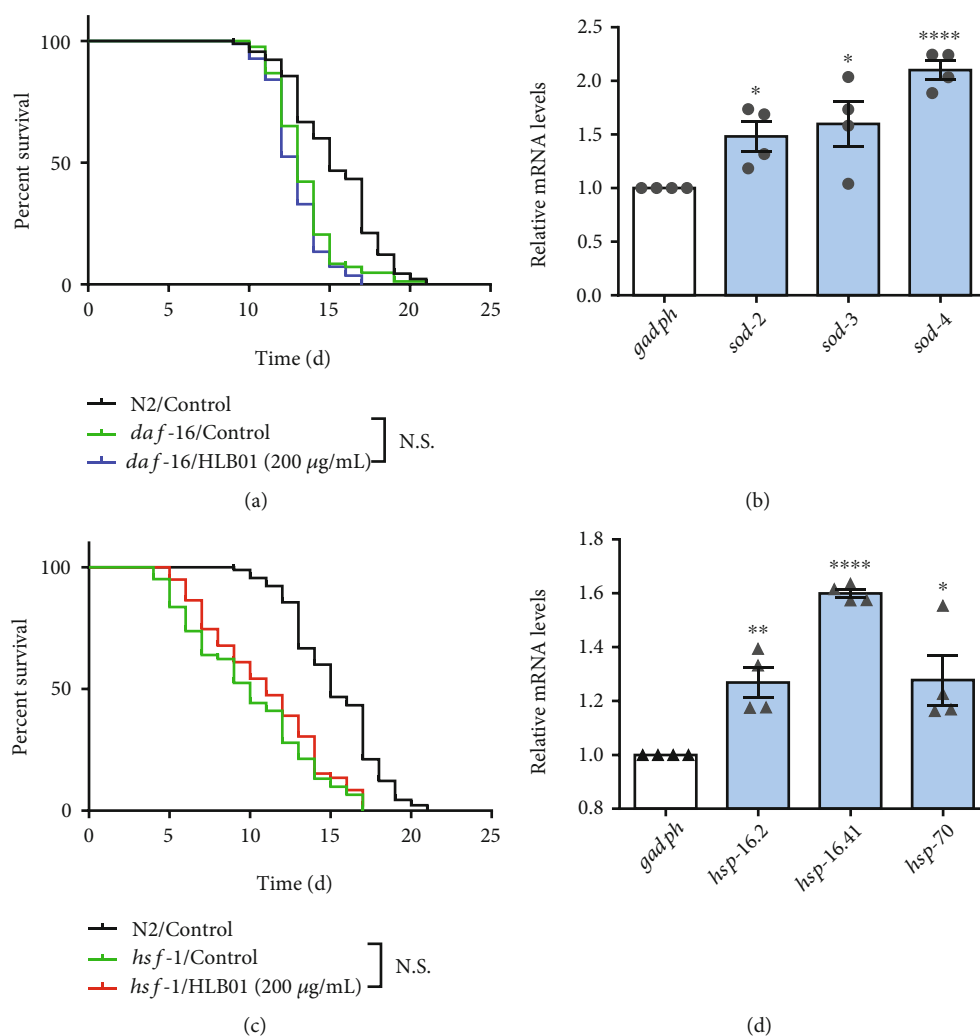 100
50
0
Percent survival
0
5
10
15
20
25
Time (d)
N2/Control
daf-16/Control
daf-16/HLB01 (200 μg/mL)
N.S.
(a)
2.5
2.0
1.5
1.0
0.5
0.0
Relative mRNA levels
*
*
****
gadph
sod-2
sod-3
sod-4
(b)
100
50
0
Percent survival
0
5
10
15
20
25
Time (d)
N2/Control
hsf-1/Control
hsf-1/HLB01 (200 μg/mL)
N.S.
(c)
1.8
1.6
1.4
1.2
1.0
0.8
Relative mRNA levels
**
****
*
gadph
hsp-16.2
hsp-16.41
hsp-70
(d)